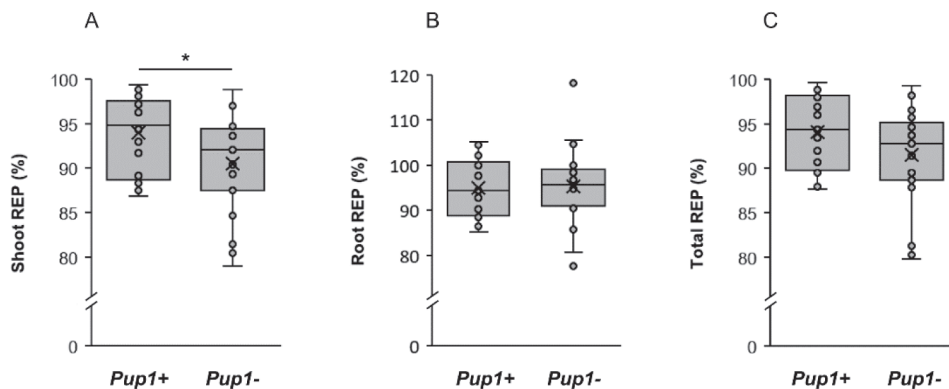 A
*
Shoot REP (%)
100
95
90
85
80
0
Pup1+ Pup1-
B
Root REP (%)
120
110
100
90
80
0
Pup1+ Pup1-
C
Total REP (%)
100
95
90
85
80
0
Pup1+ Pup1-